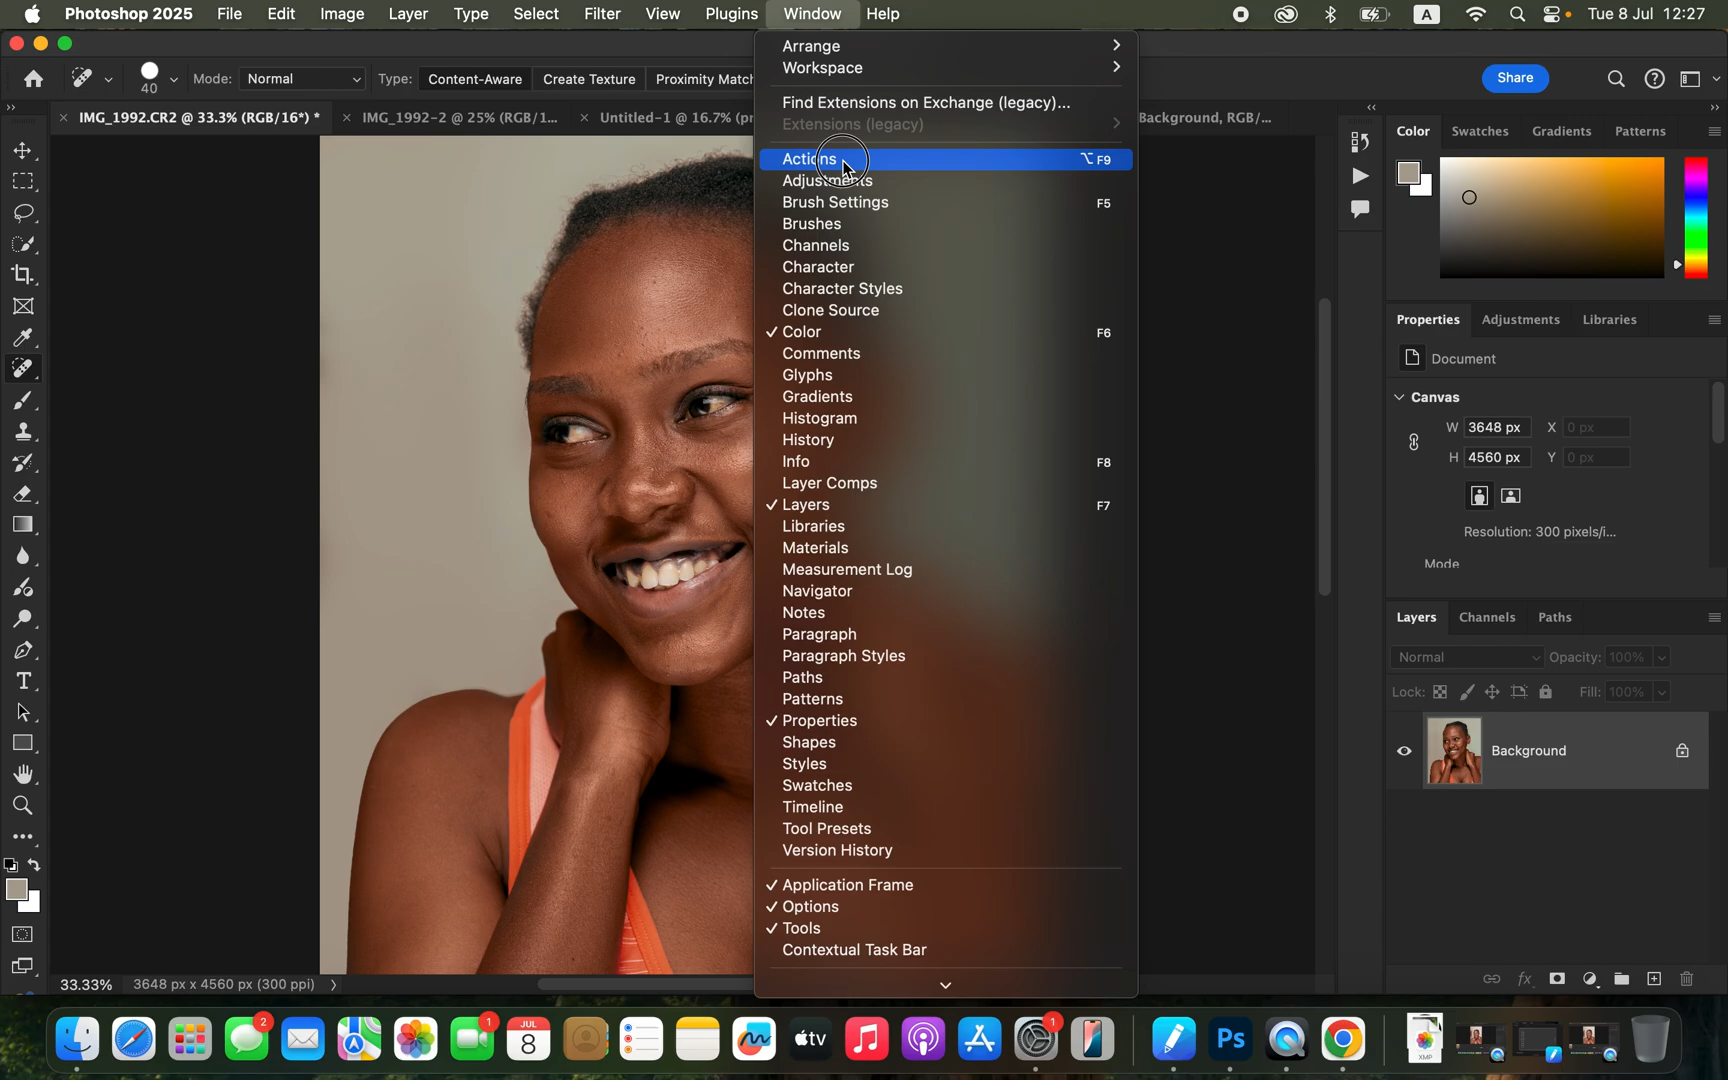 Photoshop 2025 File Edit Image Layer Type Select Filter View Plugins Window Help A Tue 8 Jul 12:27
40 Mode: Normal Type: Content-Aware Create Texture Proximity Match Share
IMG_1992.CR2 @ 33.3% (RGB/16*) * IMG_1992-2 @ 25% (RGB/1... Untitled-1 @ 16.7% (pr Background, RGB/...
Arrange
Workspace
Find Extensions on Exchange (legacy)...
Extensions (legacy)
Actions ⌥F9
Adjustments
Brush Settings F5
Brushes
Channels
Character
Character Styles
Clone Source
✓ Color F6
Comments
Glyphs
Gradients
Histogram
History
Info F8
Layer Comps
✓ Layers F7
Libraries
Materials
Measurement Log
Navigator
Notes
Paragraph
Paragraph Styles
Paths
Patterns
✓ Properties
Shapes
Styles
Swatches
Timeline
Tool Presets
Version History
✓ Application Frame
✓ Options
✓ Tools
Contextual Task Bar
Color Swatches Gradients Patterns
Properties Adjustments Libraries
Document
Canvas
W 3648 px X 0 px
H 4560 px Y 0 px
Resolution: 300 pixels/i...
Mode
Layers Channels Paths
Normal Opacity: 100%
Lock: Fill: 100%
Background
fx
33.33% 3648 px x 4560 px (300 ppi)
2 1 JUL 8 tv 1 Ps XMP